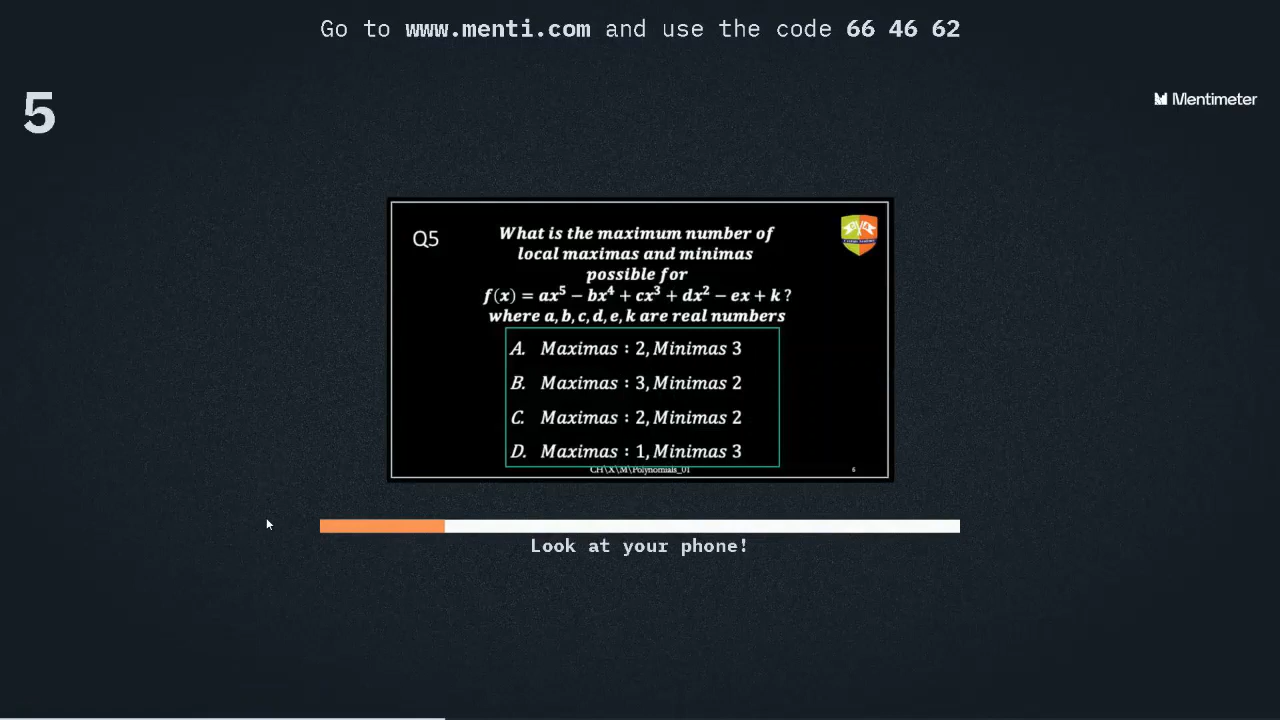 Go to www.menti.com and use the code 66 46 62
5
Mentimeter
Q5
What is the maximum number of
local maximas and minimas
possible for
f(x) = ax⁵ − bx⁴ + cx³ + dx² − ex + k ?
where a, b, c, d, e, k are real numbers
A. Maximas : 2, Minimas 3
B. Maximas : 3, Minimas 2
C. Maximas : 2, Minimas 2
D. Maximas : 1, Minimas 3
CH\X\M\Polynomials_01
6
Look at your phone!